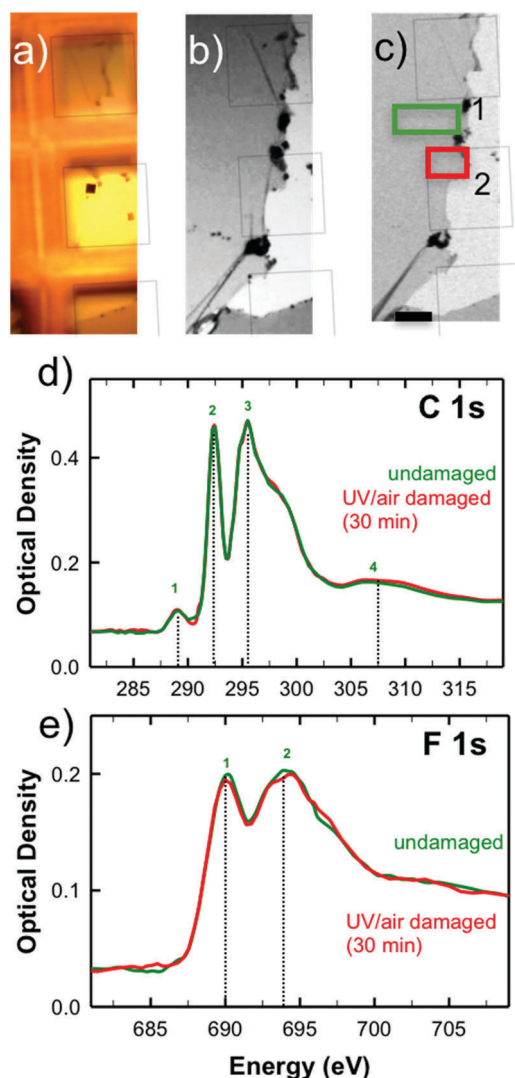 a)
b)
c)
1
2
d)
C 1s
2
3
undamaged
UV/air damaged
(30 min)
1
4
Optical Density
0.4
0.2
0.0
285
290
295
300
305
310
315
e)
F 1s
1
2
undamaged
UV/air damaged
(30 min)
Optical Density
0.2
0.1
0.0
685
690
695
700
705
Energy (eV)